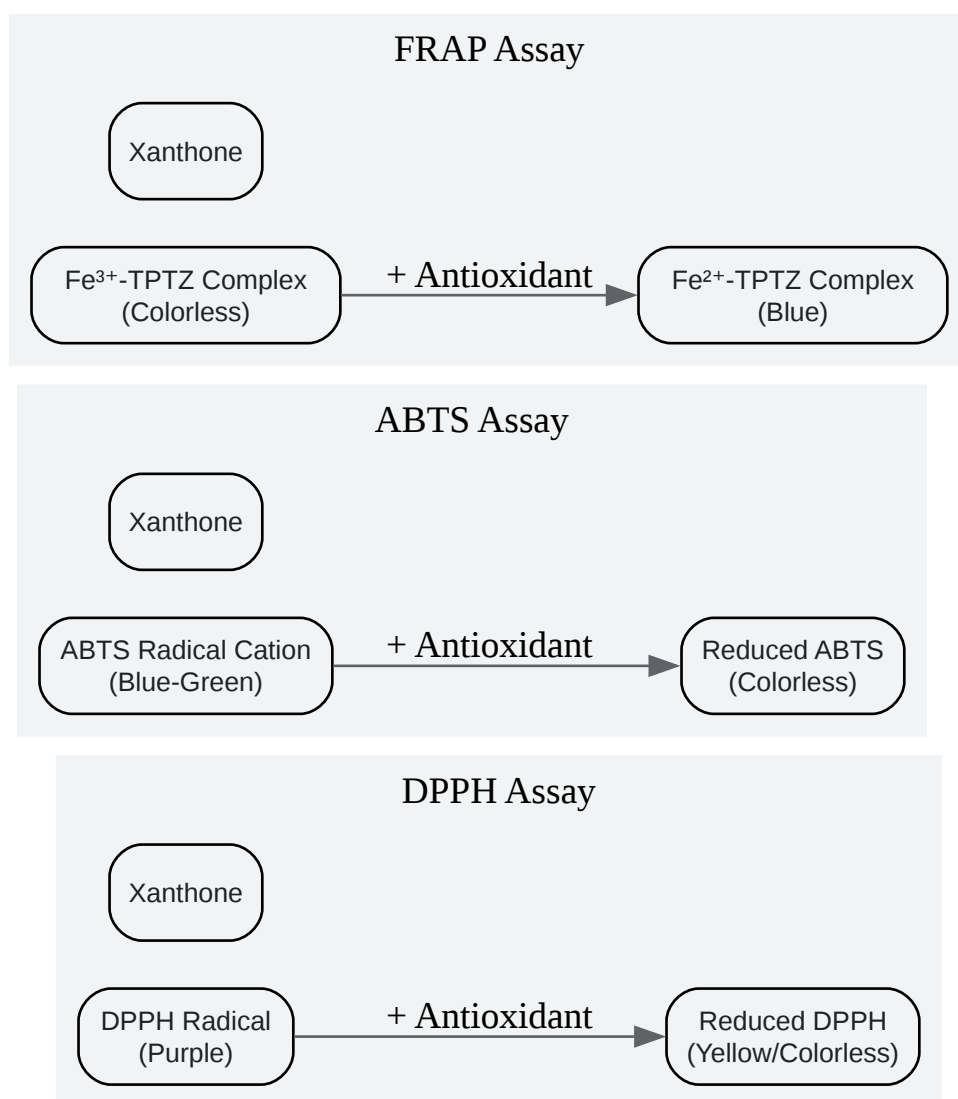 FRAP Assay
Xanthone
Fe³⁺-TPTZ Complex
(Colorless)
+ Antioxidant
Fe²⁺-TPTZ Complex
(Blue)
ABTS Assay
Xanthone
ABTS Radical Cation
(Blue-Green)
+ Antioxidant
Reduced ABTS
(Colorless)
DPPH Assay
Xanthone
DPPH Radical
(Purple)
+ Antioxidant
Reduced DPPH
(Yellow/Colorless)